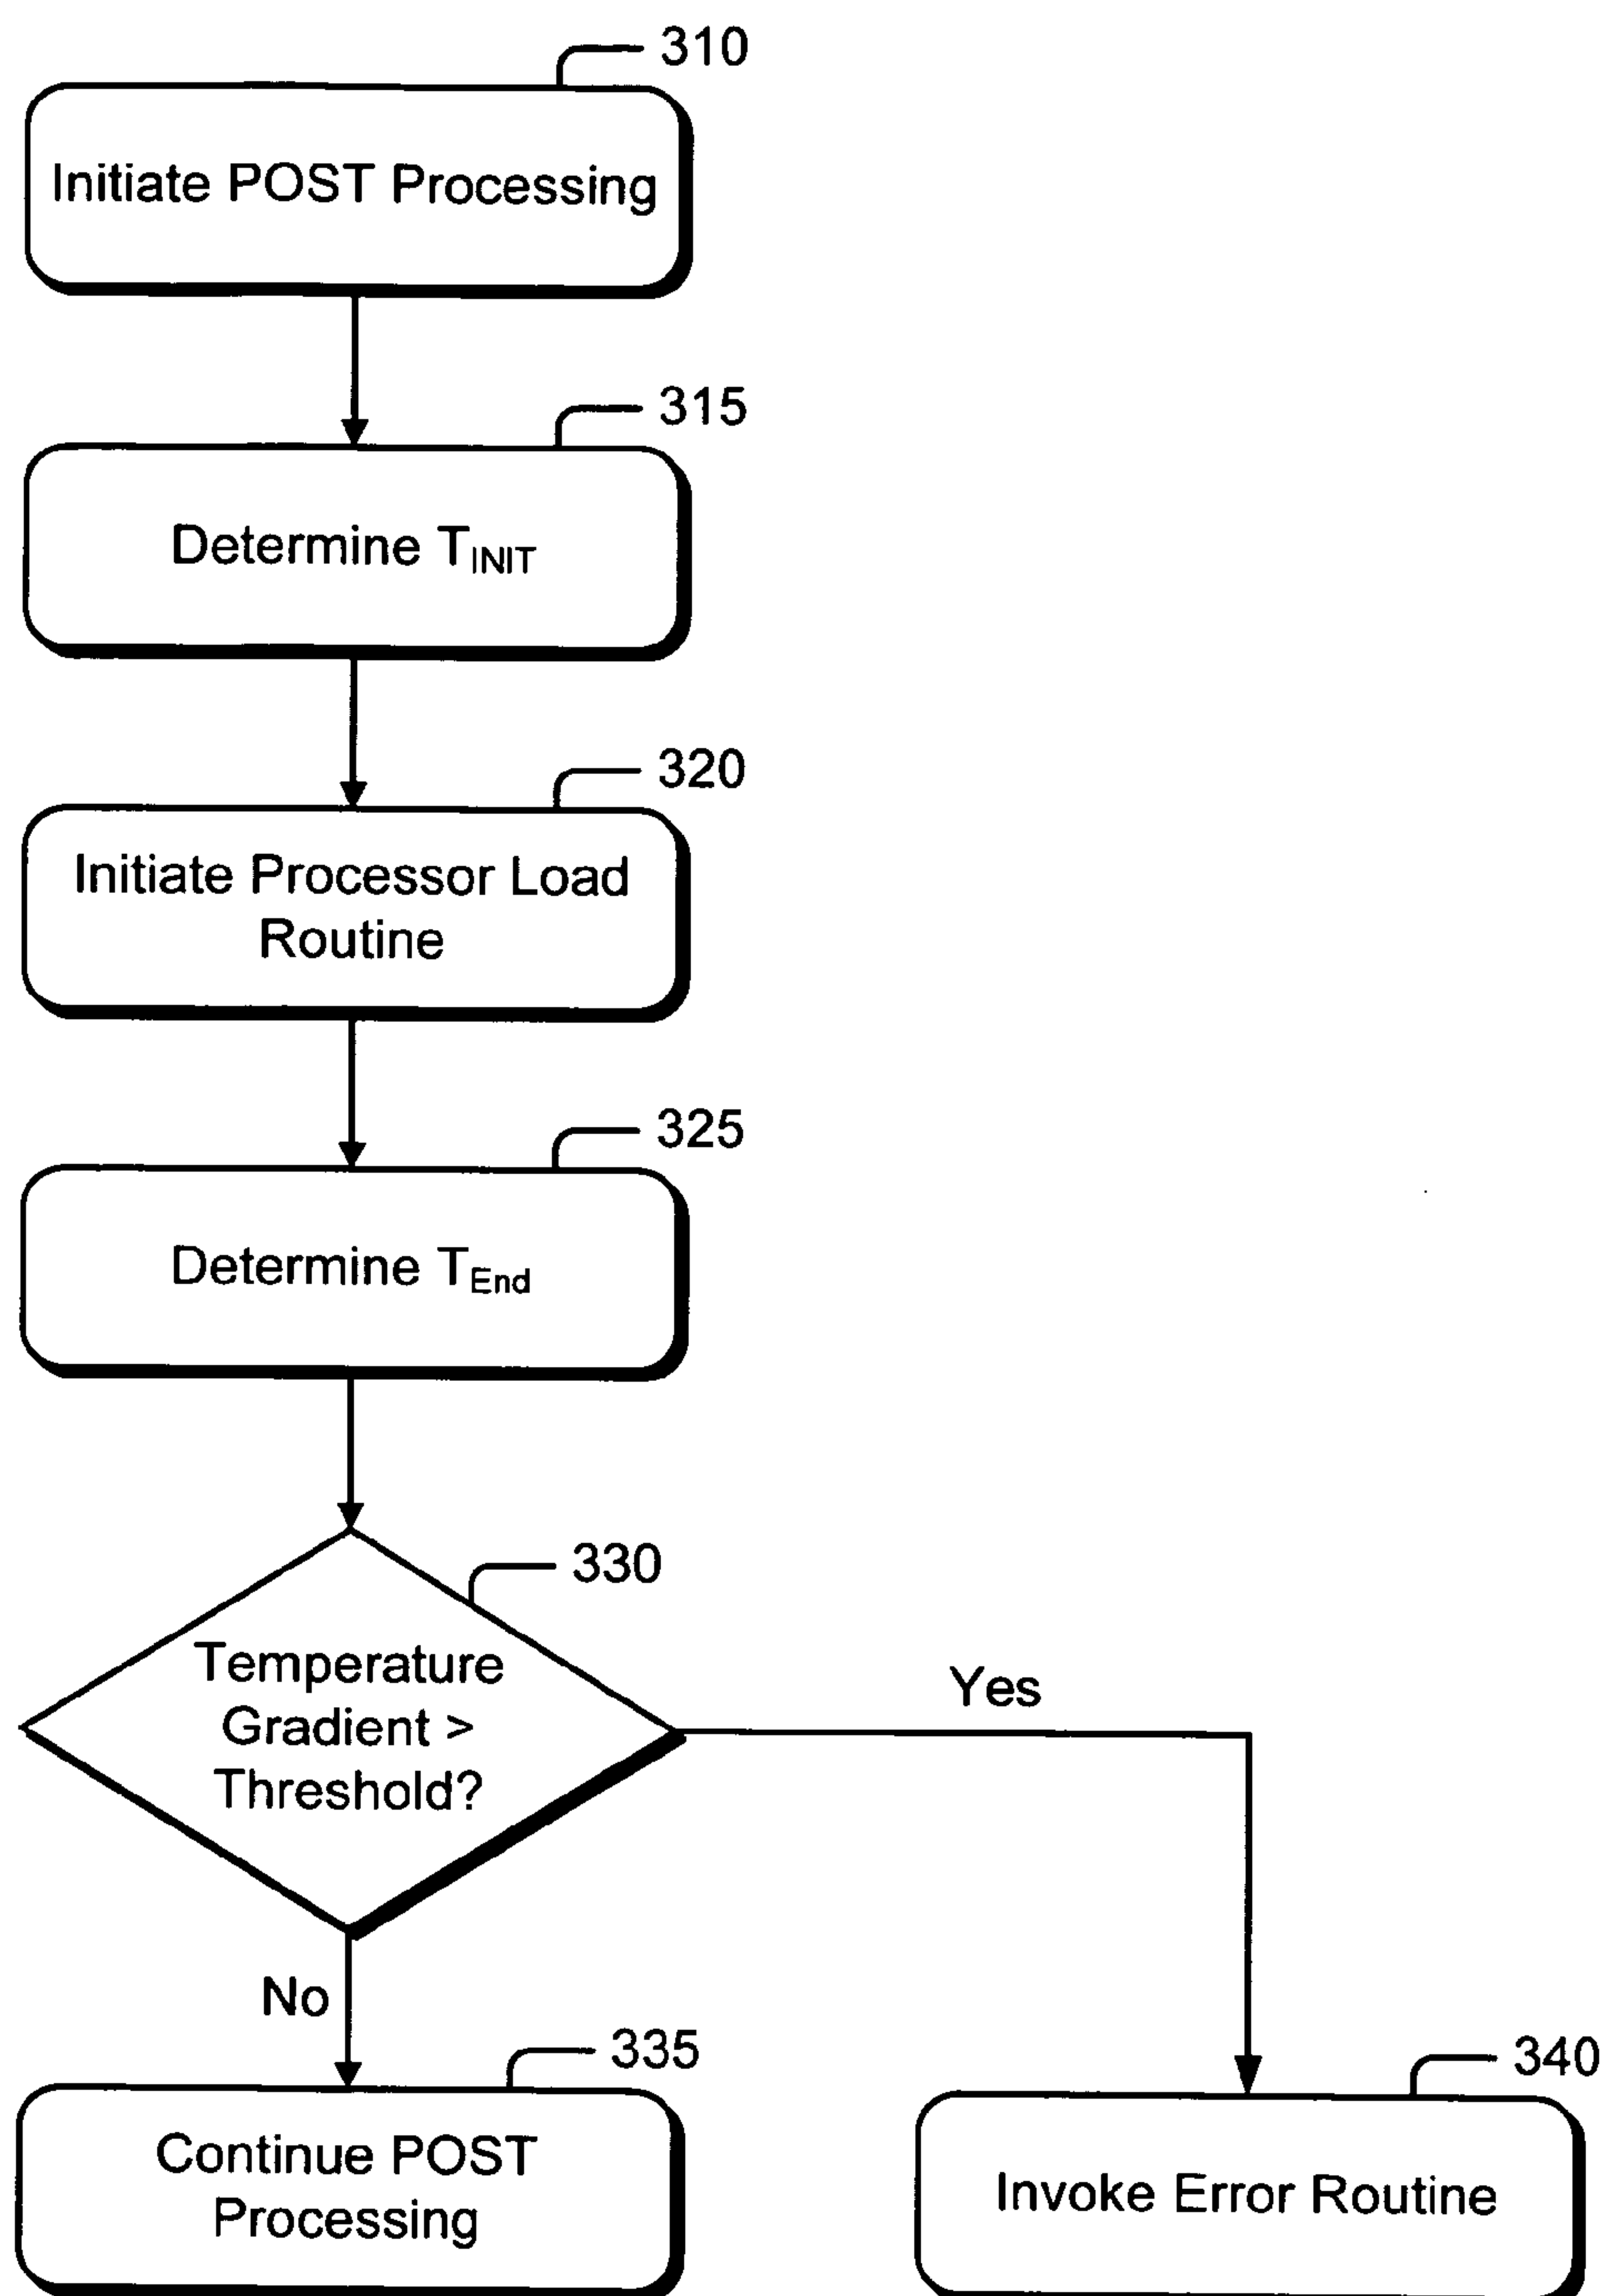 310
Initiate POST Processing
315
Determine TINIT
320
Initiate Processor Load
Routine
325
Determine TEnd
330
Temperature
Gradient >
Threshold?
Yes
No
335
Continue POST
Processing
340
Invoke Error Routine